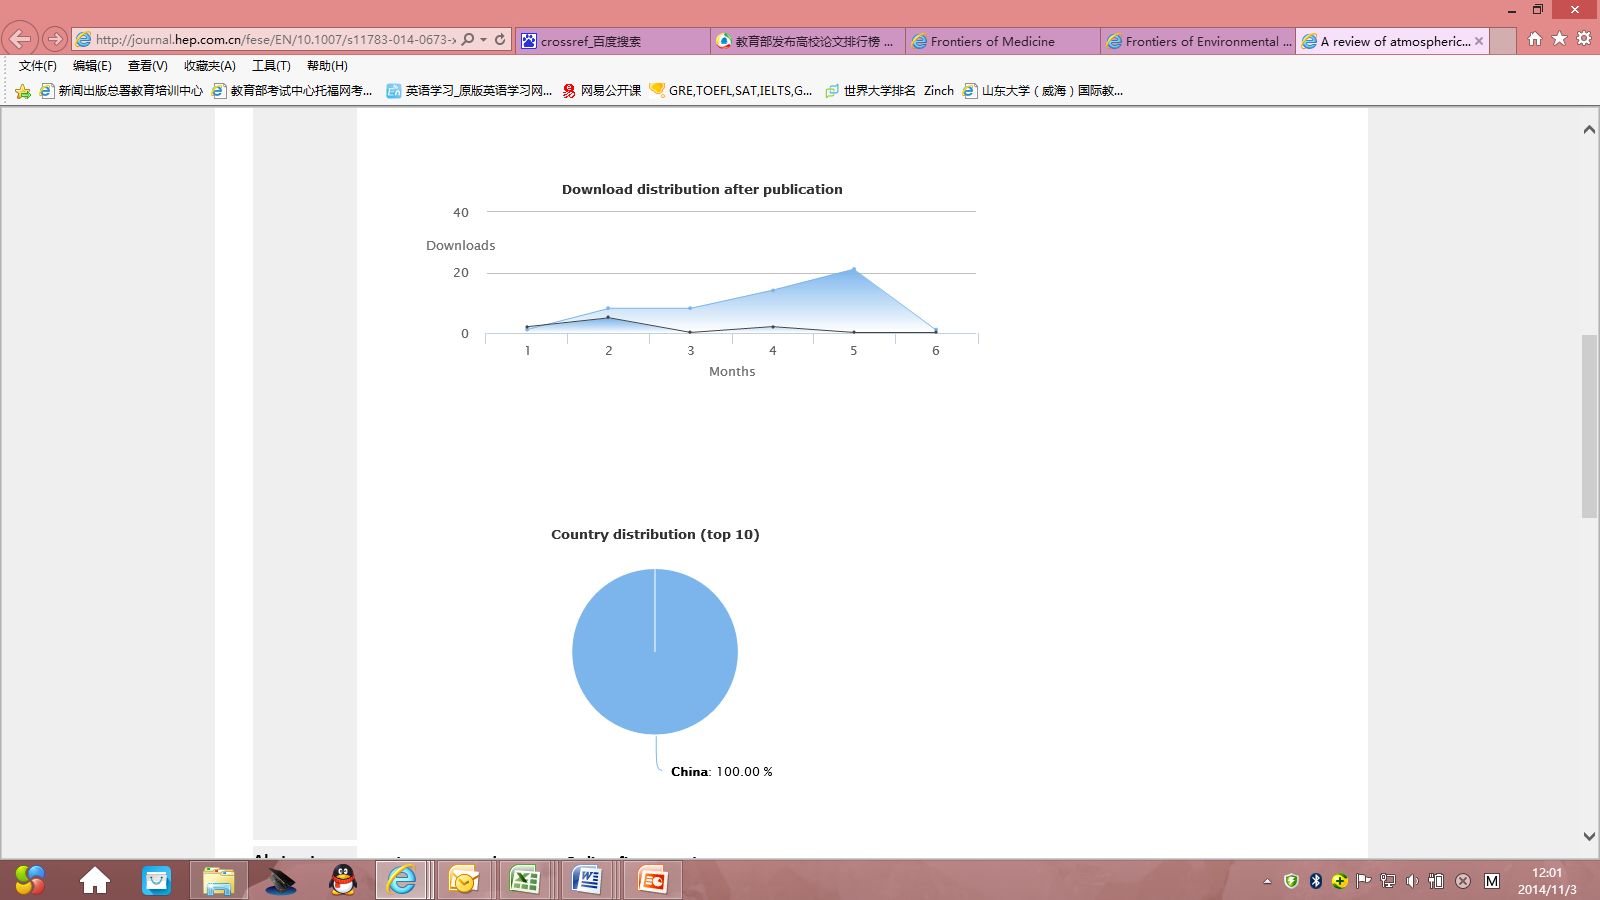 http://journal.hep.com.cn/fese/EN/10.1007/s11783-014-0673-x
crossref_百度搜索
教育部发布高校论文排行榜 ...
Frontiers of Medicine
Frontiers of Environmental ...
A review of atmospheric...
文件(F) 编辑(E) 查看(V) 收藏夹(A) 工具(T) 帮助(H)
新闻出版总署教育培训中心 教育部考试中心托福网考... 英语学习_原版英语学习网... 网易公开课 GRE,TOEFL,SAT,IELTS,G... 世界大学排名 Zinch 山东大学（威海）国际教...
Download distribution after publication
40
Downloads
20
0
1 2 3 4 5 6
Months
Country distribution (top 10)
China: 100.00 %
M
12:01
2014/11/3